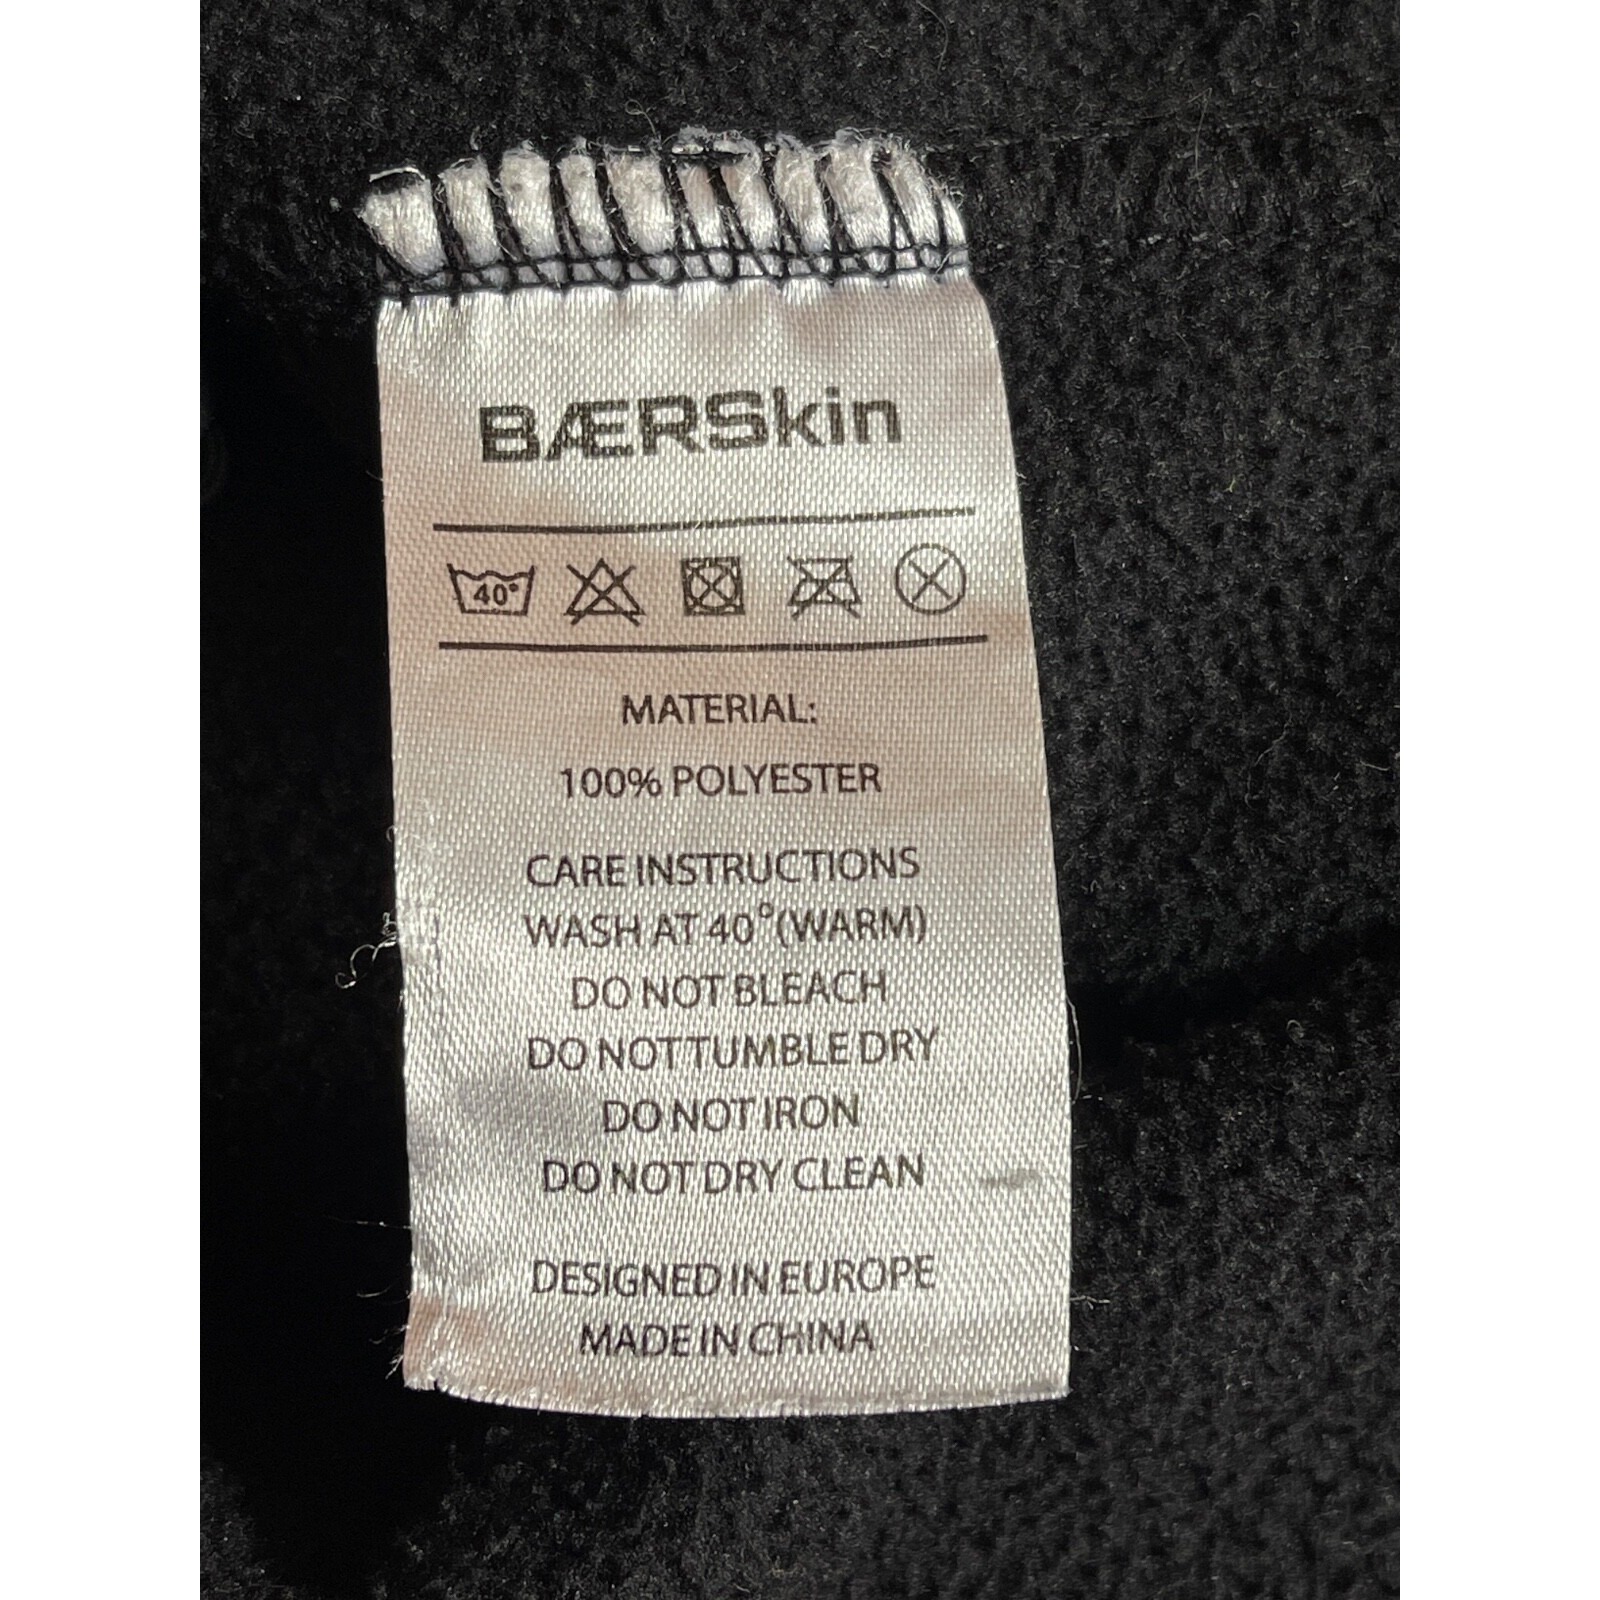 BÆRSkin
40°
MATERIAL:
100% POLYESTER
CARE INSTRUCTIONS
WASH AT 40°(WARM)
DO NOT BLEACH
DO NOT TUMBLE DRY
DO NOT IRON
DO NOT DRY CLEAN
DESIGNED IN EUROPE
MADE IN CHINA